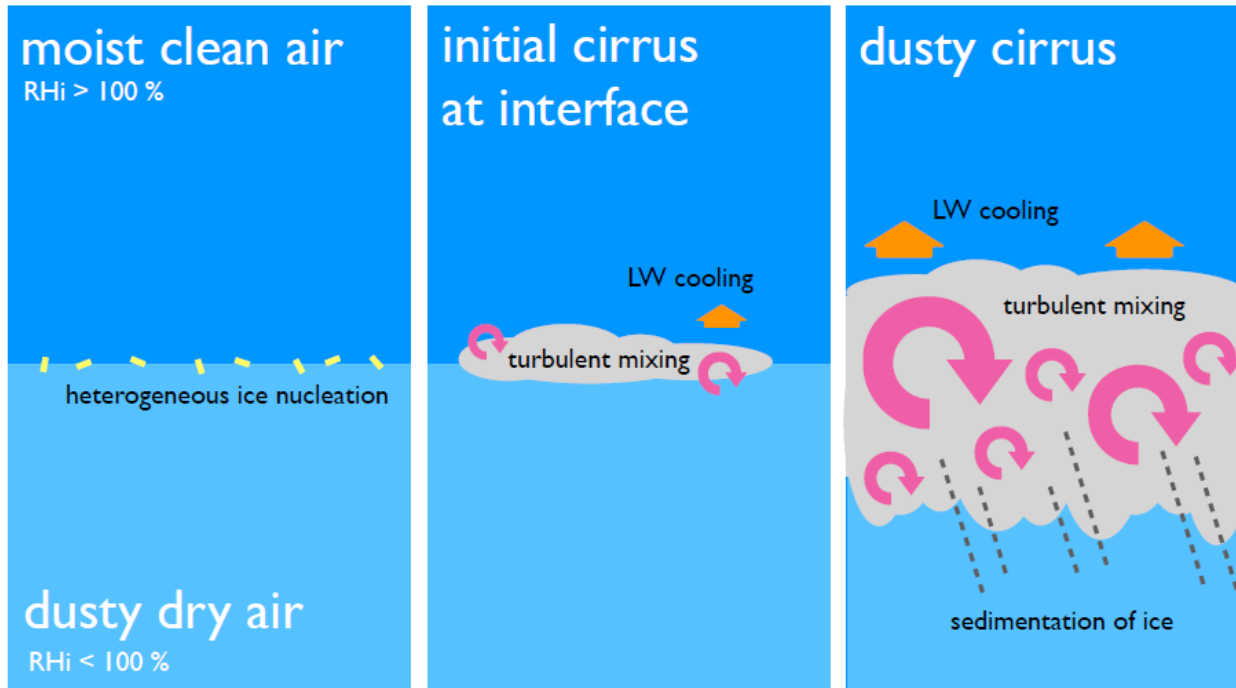 moist clean air
RHi > 100 %
heterogeneous ice nucleation
dusty dry air
RHi < 100 %
initial cirrus
at interface
LW cooling
turbulent mixing
dusty cirrus
LW cooling
turbulent mixing
sedimentation of ice